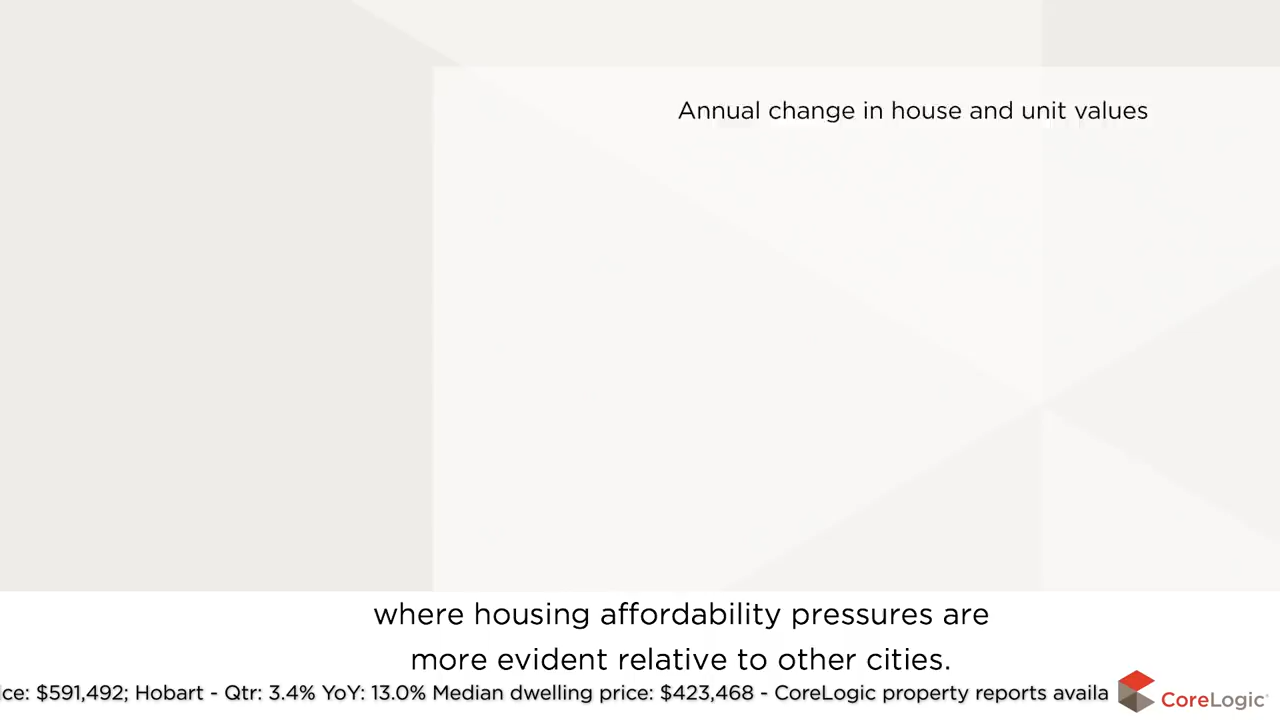 Annual change in house and unit values
where housing affordability pressures are
more evident relative to other cities.
ice: $591,492; Hobart - Qtr: 3.4% YoY: 13.0% Median dwelling price: $423,468 - CoreLogic property reports availa
CoreLogic